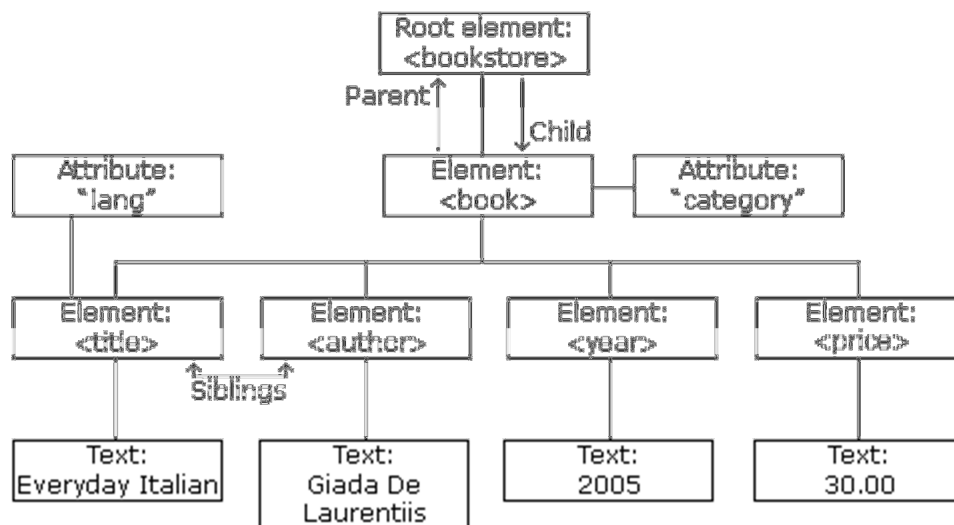 Root element:
<bookstore>
Parent
Child
Attribute:
"lang"
Element:
<book>
Attribute:
"category"
Element:
<title>
Element:
<author>
Element:
<year>
Element:
<price>
Siblings
Text:
Everyday Italian
Text:
Giada De
Laurentiis
Text:
2005
Text:
30.00